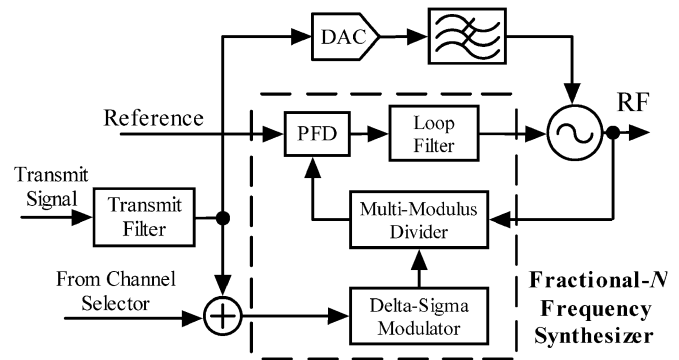 DAC
Reference
RF
PFD
Loop
Filter
Transmit
Signal
Transmit
Filter
Multi-Modulus
Divider
From Channel
Selector
Delta-Sigma
Modulator
Fractional-N
Frequency
Synthesizer